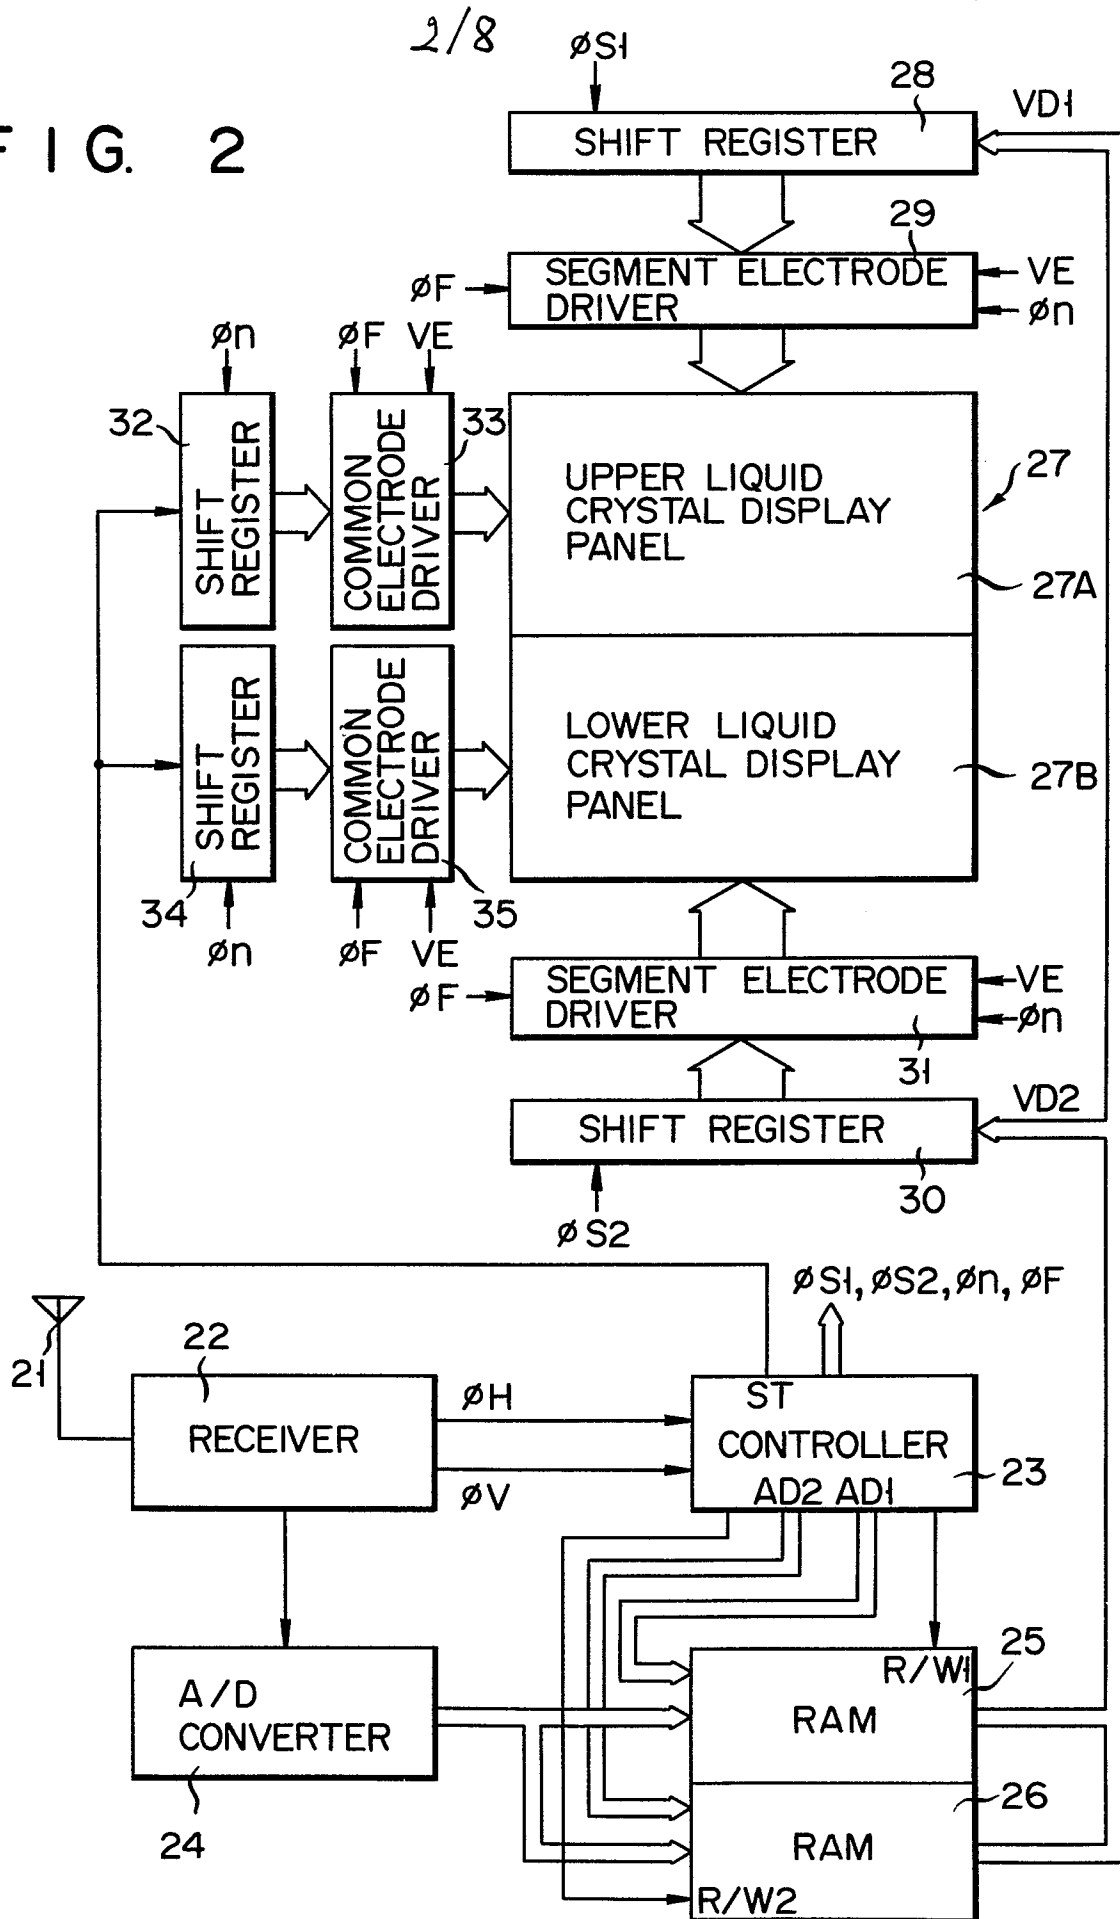 2/8
FIG. 2
øS1
28
VD1
SHIFT REGISTER
29
SEGMENT ELECTRODE
DRIVER
øF
VE
øn
øn
øF
VE
32
SHIFT
REGISTER
33
COMMON
ELECTRODE
DRIVER
UPPER LIQUID
CRYSTAL DISPLAY
PANEL
27
27A
SHIFT
REGISTER
34
øn
COMMON
ELECTRODE
DRIVER
35
øF
VE
LOWER LIQUID
CRYSTAL DISPLAY
PANEL
27B
SEGMENT ELECTRODE
DRIVER
øF
VE
øn
31
VD2
SHIFT REGISTER
30
øS2
øS1, øS2, øn, øF
21
22
RECEIVER
øH
øV
ST
CONTROLLER
AD2 AD1
23
A/D
CONVERTER
24
R/W1
25
RAM
26
RAM
R/W2